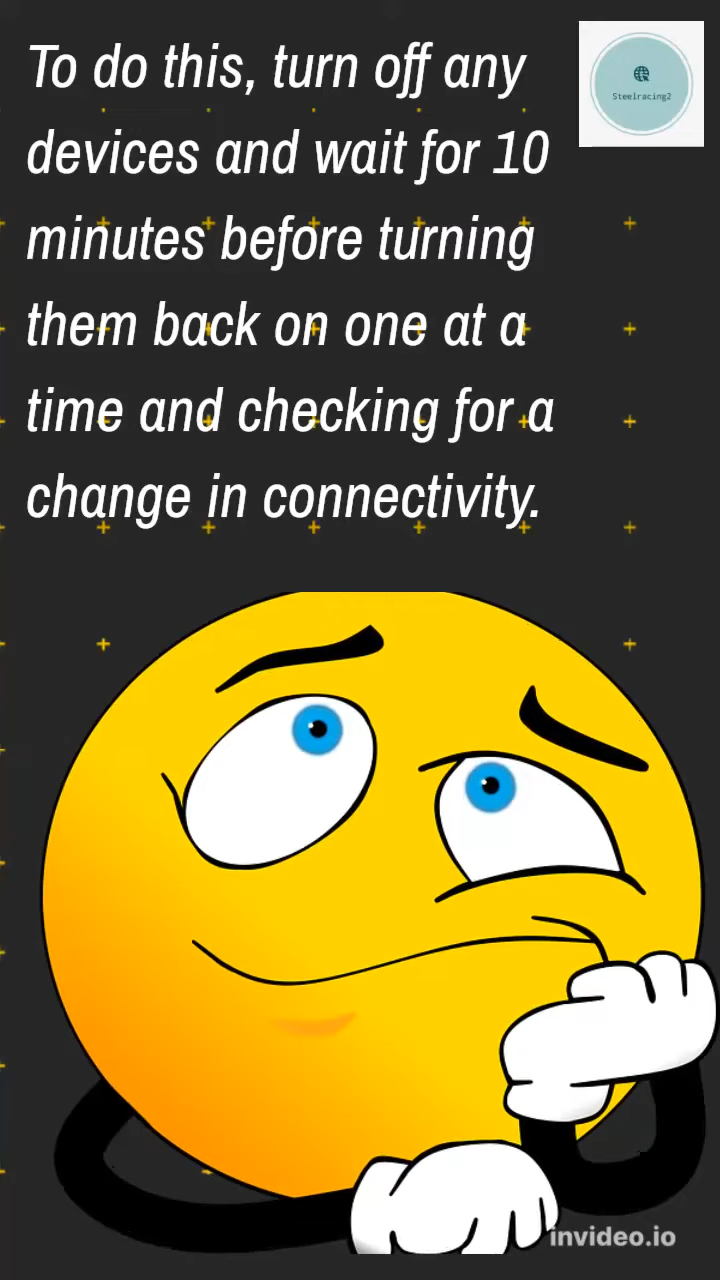 To do this, turn off any
devices and wait for 10
minutes before turning
them back on one at a
time and checking for a
change in connectivity.
Steelracing2
invideo.io